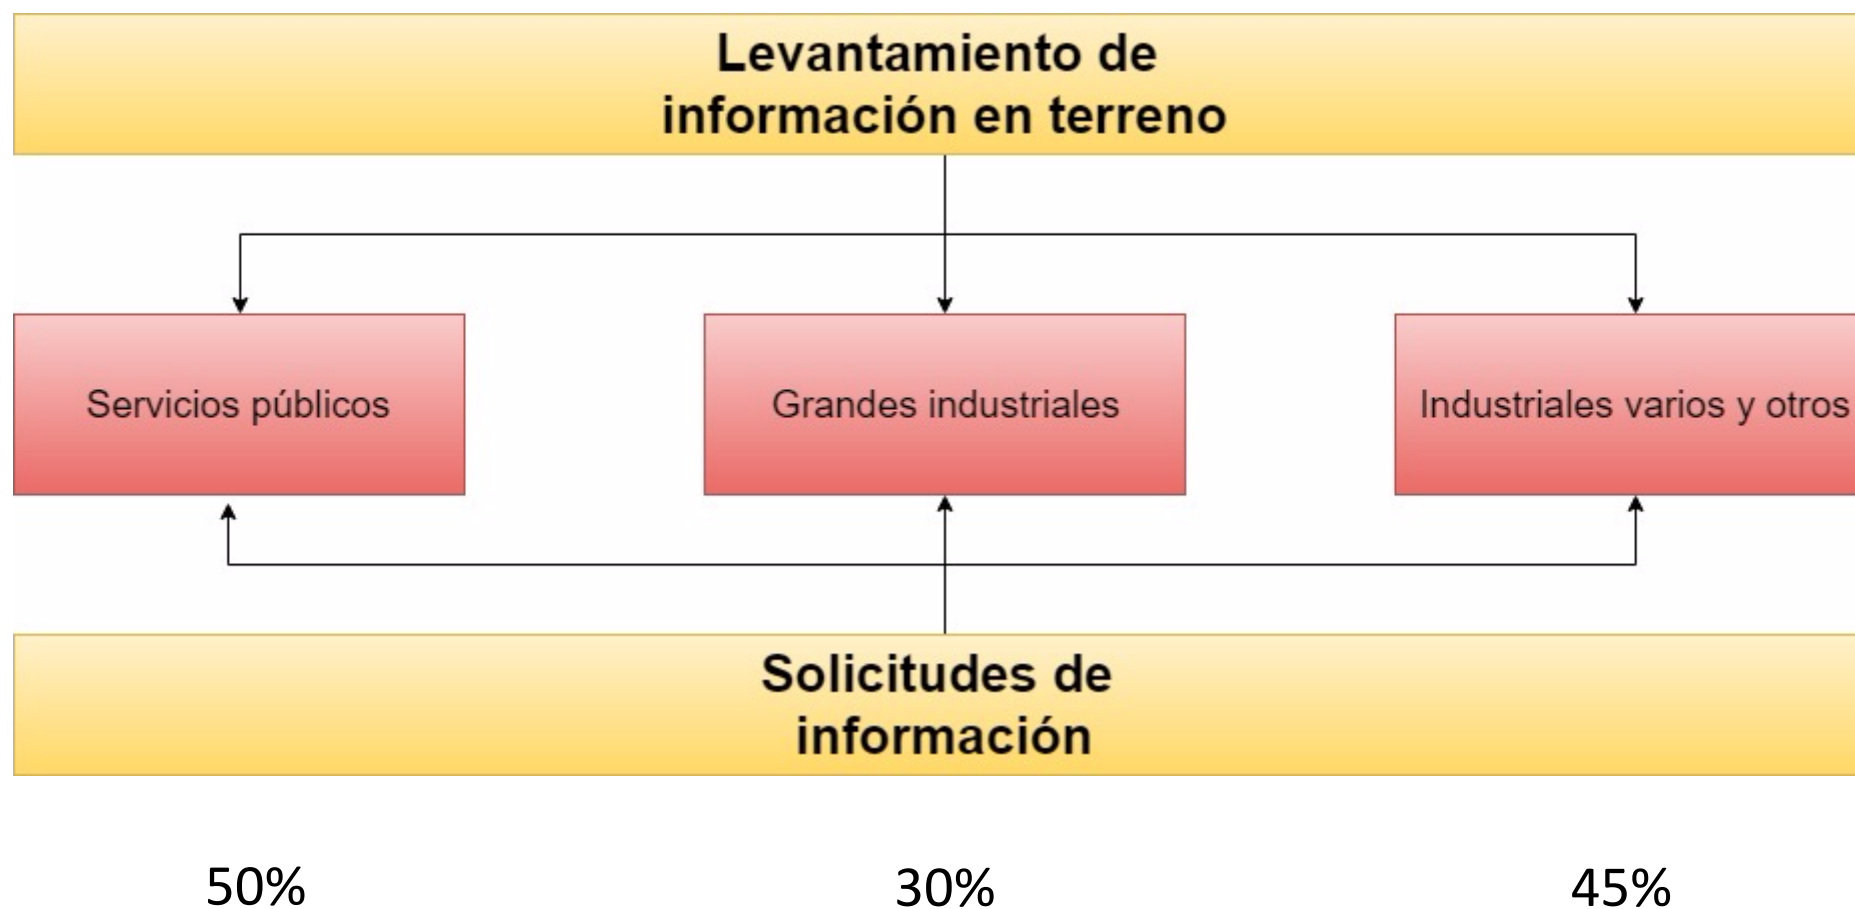 Levantamiento de
información en terreno
Servicios públicos
Grandes industriales
Industriales varios y otros
Solicitudes de
información
50%
30%
45%